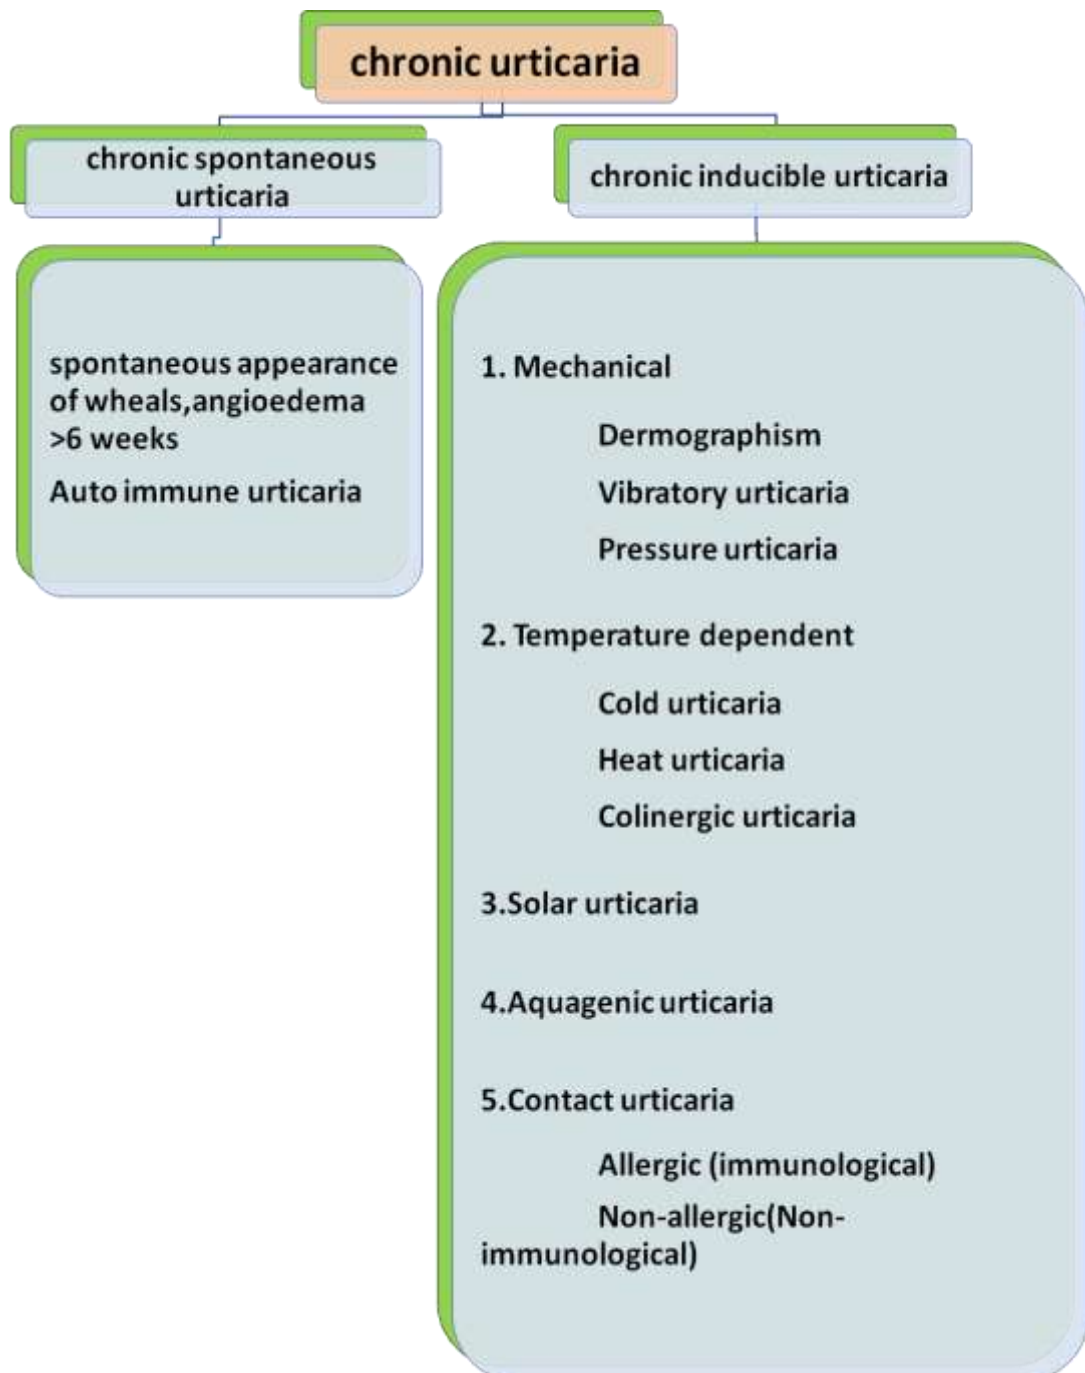 chronic urticaria
chronic spontaneous
urticaria
chronic inducible urticaria
spontaneous appearance
of wheals,angioedema
>6 weeks
Auto immune urticaria
1. Mechanical
Dermographism
Vibratory urticaria
Pressure urticaria
2. Temperature dependent
Cold urticaria
Heat urticaria
Colinergic urticaria
3.Solar urticaria
4.Aquagenic urticaria
5.Contact urticaria
Allergic (immunological)
Non-allergic(Non-
immunological)